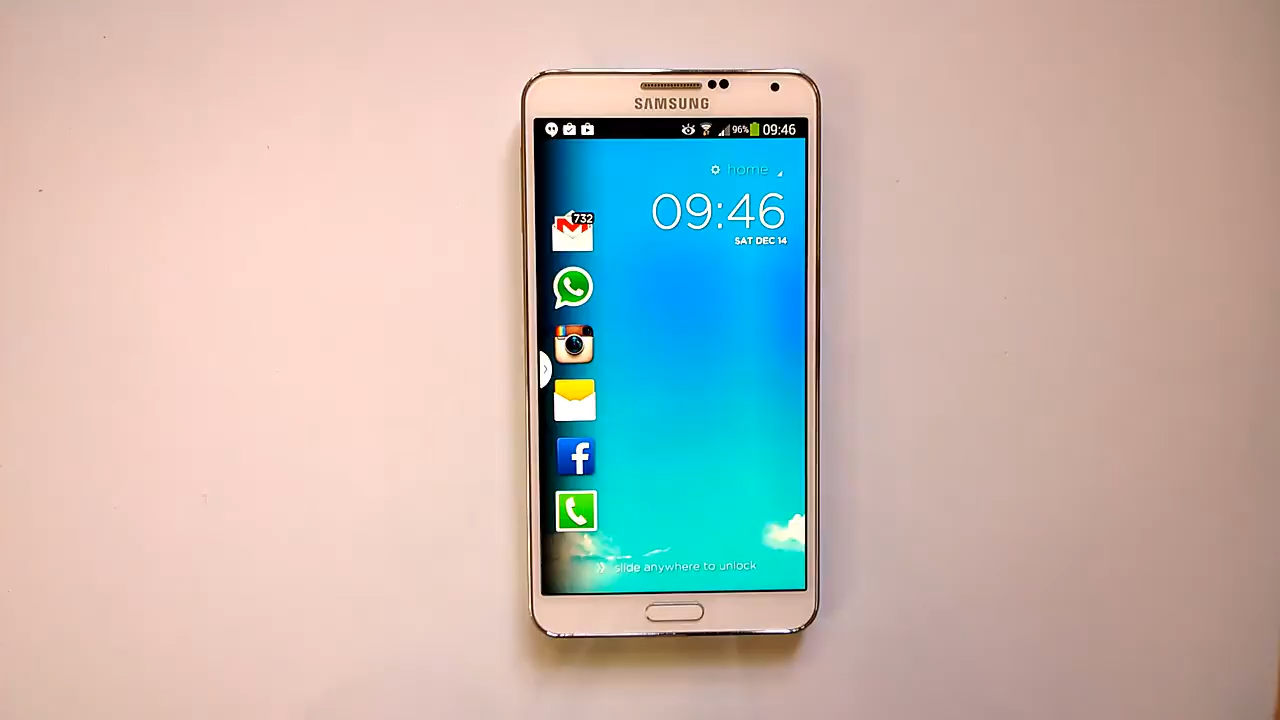 SAMSUNG
96% 09:46
home
09:46
SAT DEC 14
732
f
slide anywhere to unlock